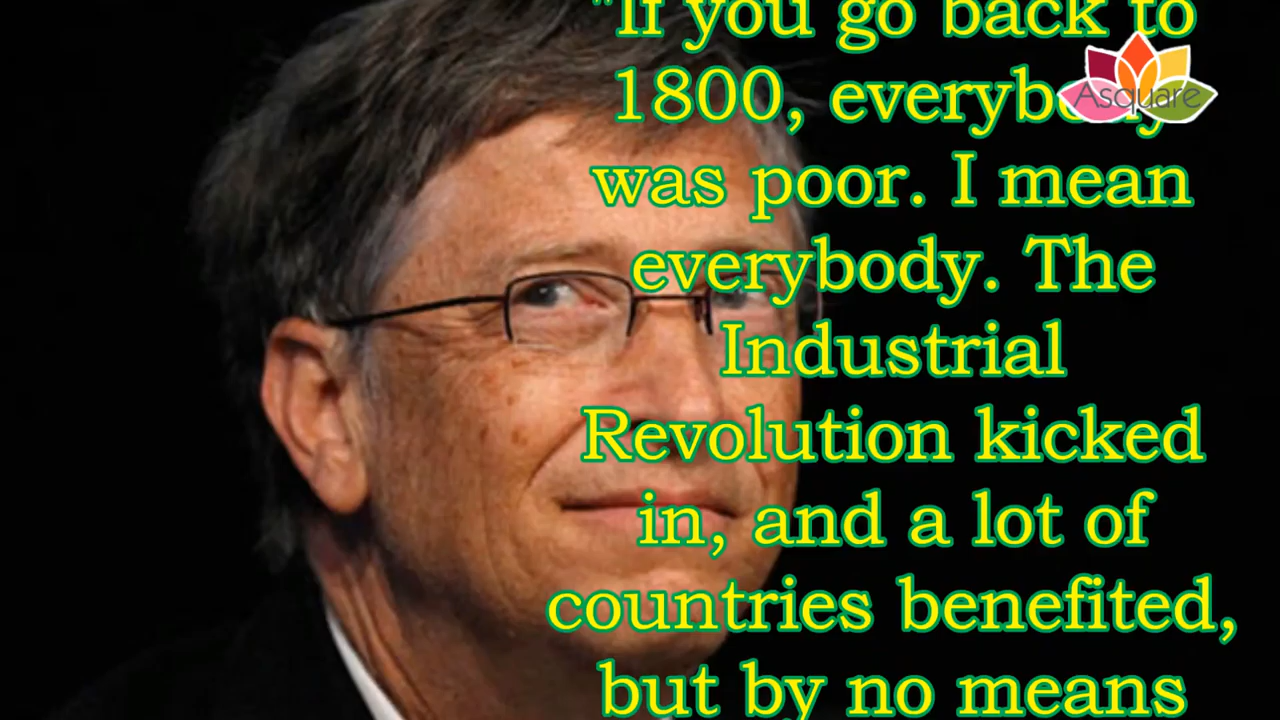 "If you go back to
1800, everybody
was poor. I mean
everybody. The
Industrial
Revolution kicked
in, and a lot of
countries benefited,
but by no means
Asquare